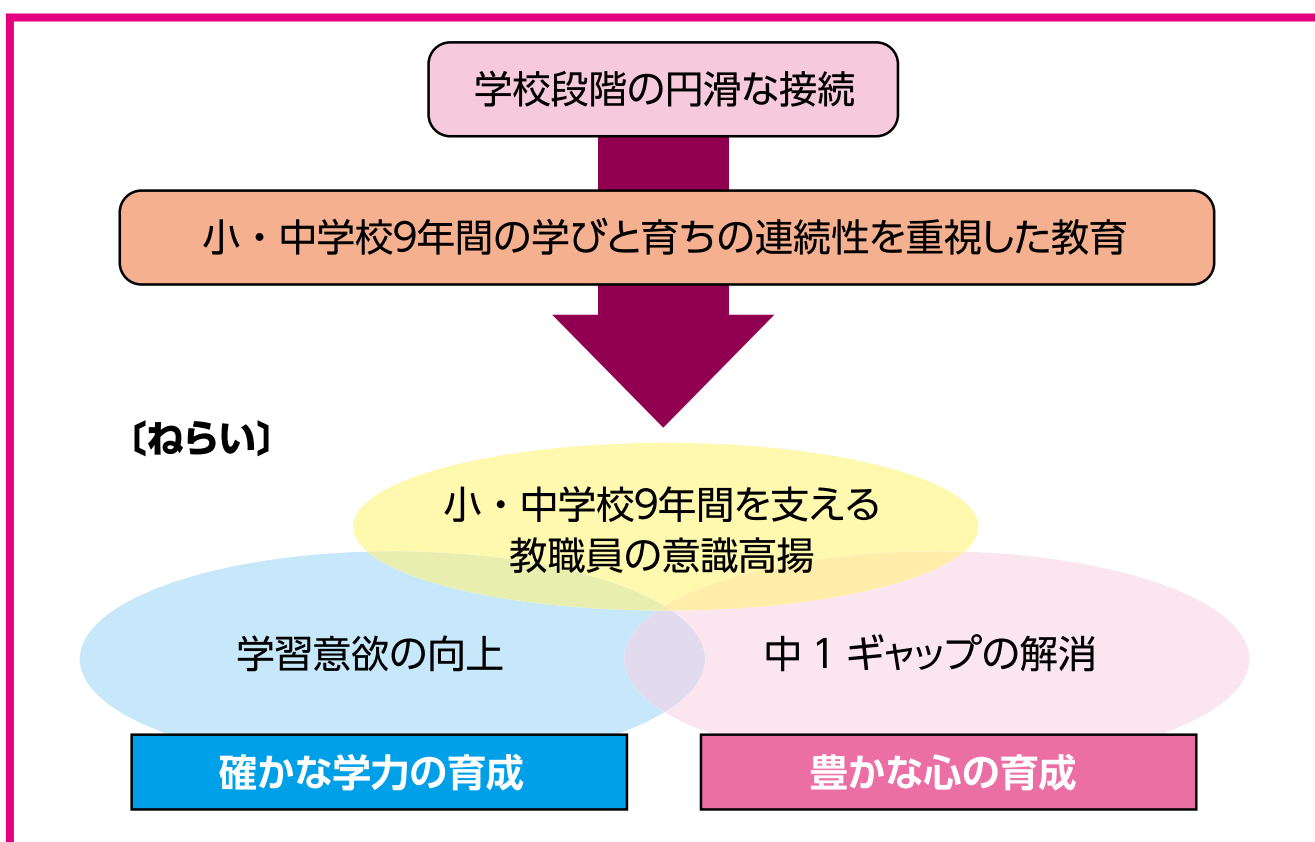 学校段階の円滑な接続
小・中学校9年間の学びと育ちの連続性を重視した教育
〔ねらい〕
小・中学校9年間を支える
教職員の意識高揚
学習意欲の向上
中1ギャップの解消
確かな学力の育成
豊かな心の育成